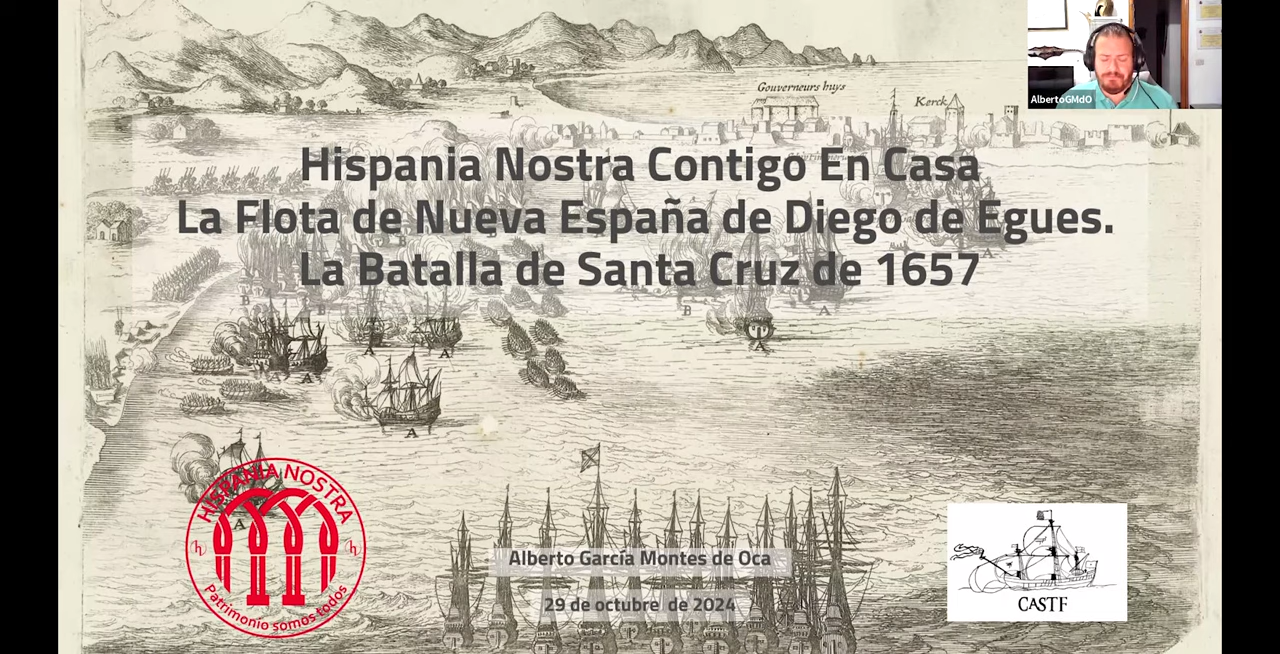 Gouverneurs huys
Kerck
AlbertoGMdO
Hispania Nostra Contigo En Casa
La Flota de Nueva España de Diego de Egues.
La Batalla de Santa Cruz de 1657
B
B
A
A
A
A
A
A
A
A
HISPANIA NOSTRA
h
h
Patrimonio somos todos
Alberto García Montes de Oca
29 de octubre de 2024
CASTF